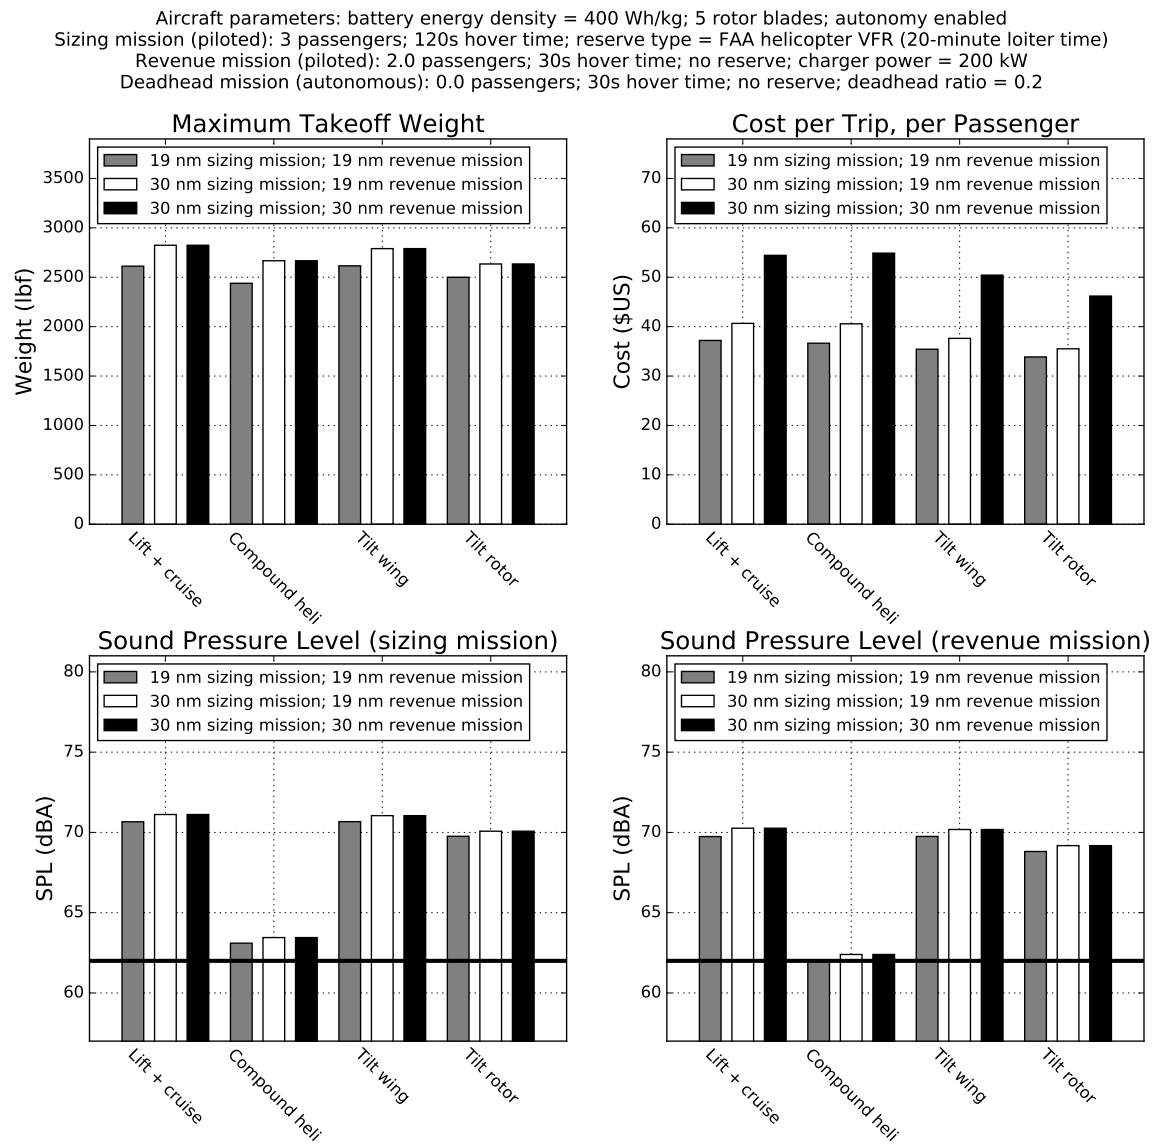 Aircraft parameters: battery energy density = 400 Wh/kg; 5 rotor blades; autonomy enabled
Sizing mission (piloted): 3 passengers; 120s hover time; reserve type = FAA helicopter VFR (20-minute loiter time)
Revenue mission (piloted): 2.0 passengers; 30s hover time; no reserve; charger power = 200 kW
Deadhead mission (autonomous): 0.0 passengers; 30s hover time; no reserve; deadhead ratio = 0.2
Maximum Takeoff Weight
19 nm sizing mission; 19 nm revenue mission
30 nm sizing mission; 19 nm revenue mission
30 nm sizing mission; 30 nm revenue mission
Weight (lbf)
3500
3000
2500
2000
1500
1000
500
0
Lift + cruise
Compound heli
Tilt wing
Tilt rotor
Cost per Trip, per Passenger
19 nm sizing mission; 19 nm revenue mission
30 nm sizing mission; 19 nm revenue mission
30 nm sizing mission; 30 nm revenue mission
Cost ($US)
70
60
50
40
30
20
10
0
Lift + cruise
Compound heli
Tilt wing
Tilt rotor
Sound Pressure Level (sizing mission)
19 nm sizing mission; 19 nm revenue mission
30 nm sizing mission; 19 nm revenue mission
30 nm sizing mission; 30 nm revenue mission
SPL (dBA)
80
75
70
65
60
Lift + cruise
Compound heli
Tilt wing
Tilt rotor
Sound Pressure Level (revenue mission)
19 nm sizing mission; 19 nm revenue mission
30 nm sizing mission; 19 nm revenue mission
30 nm sizing mission; 30 nm revenue mission
SPL (dBA)
80
75
70
65
60
Lift + cruise
Compound heli
Tilt wing
Tilt rotor